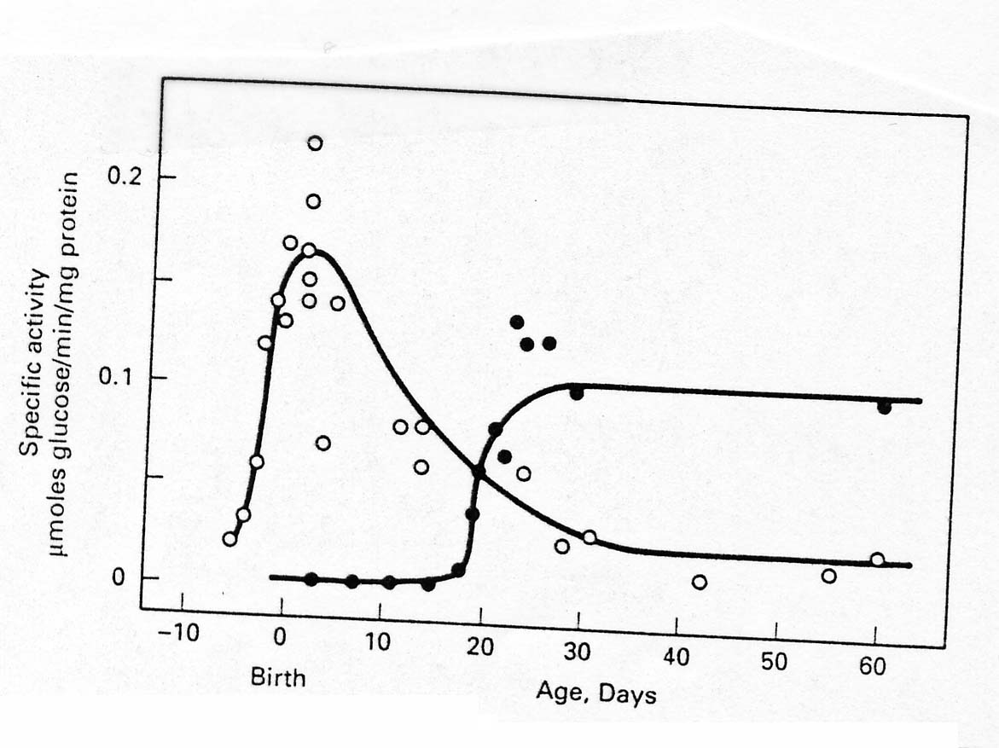 Specific activity
μmoles glucose/min/mg protein
0.2
0.1
0
−10 0 10 20 30 40 50 60
Birth
Age, Days